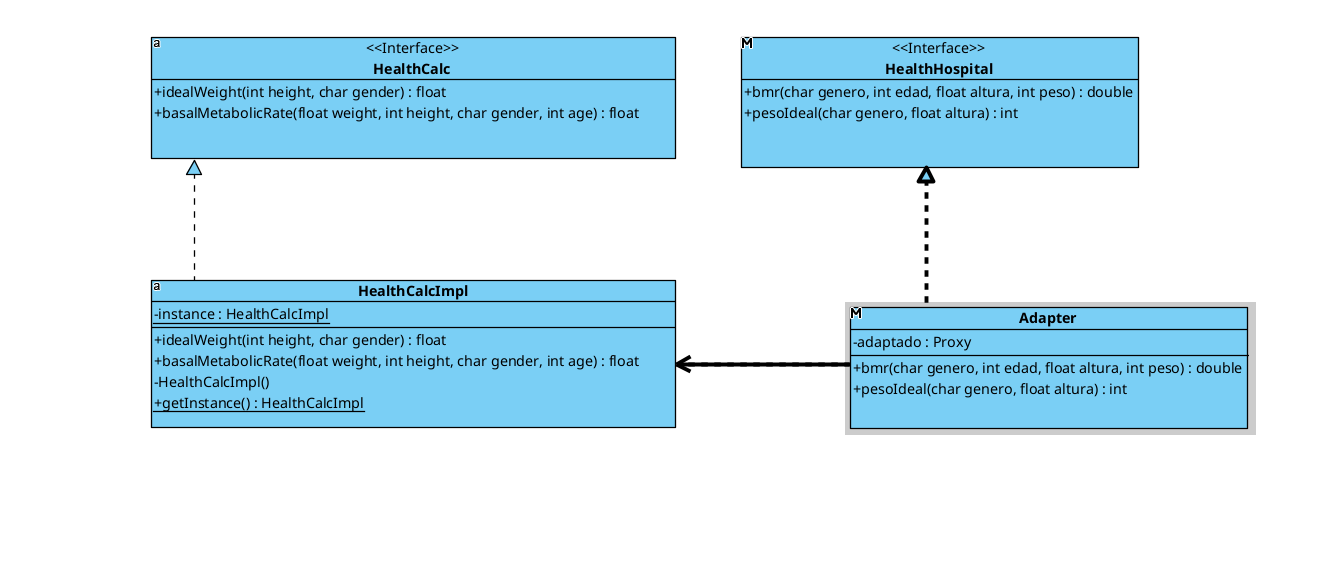 a
<<Interface>>
HealthCalc
+idealWeight(int height, char gender) : float
+basalMetabolicRate(float weight, int height, char gender, int age) : float
M
<<Interface>>
HealthHospital
+bmr(char genero, int edad, float altura, int peso) : double
+pesoIdeal(char genero, float altura) : int
a
HealthCalcImpl
-instance : HealthCalcImpl
+idealWeight(int height, char gender) : float
+basalMetabolicRate(float weight, int height, char gender, int age) : float
-HealthCalcImpl()
+getInstance() : HealthCalcImpl
M
Adapter
-adaptado : Proxy
+bmr(char genero, int edad, float altura, int peso) : double
+pesoIdeal(char genero, float altura) : int